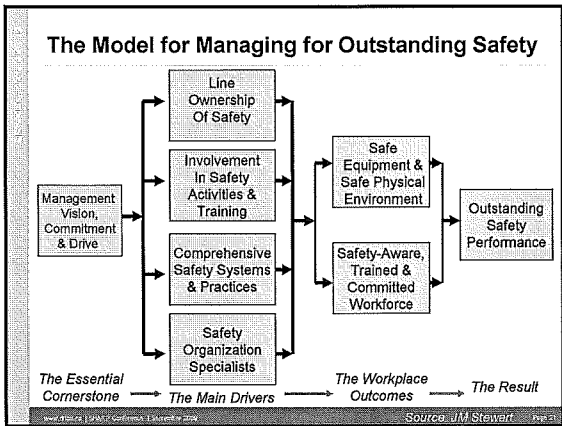 The Model for Managing for Outstanding Safety
Management
Vision,
Commitment
& Drive
Line
Ownership
Of Safety
Involvement
In Safety
Activities &
Training
Comprehensive
Safety Systems
& Practices
Safety
Organization
Specialists
Safe
Equipment &
Safe Physical
Environment
Safety-Aware,
Trained &
Committed
Workforce
Outstanding
Safety
Performance
The Essential
Cornerstone
The Main Drivers
The Workplace
Outcomes
The Result
Source: JM Stewart